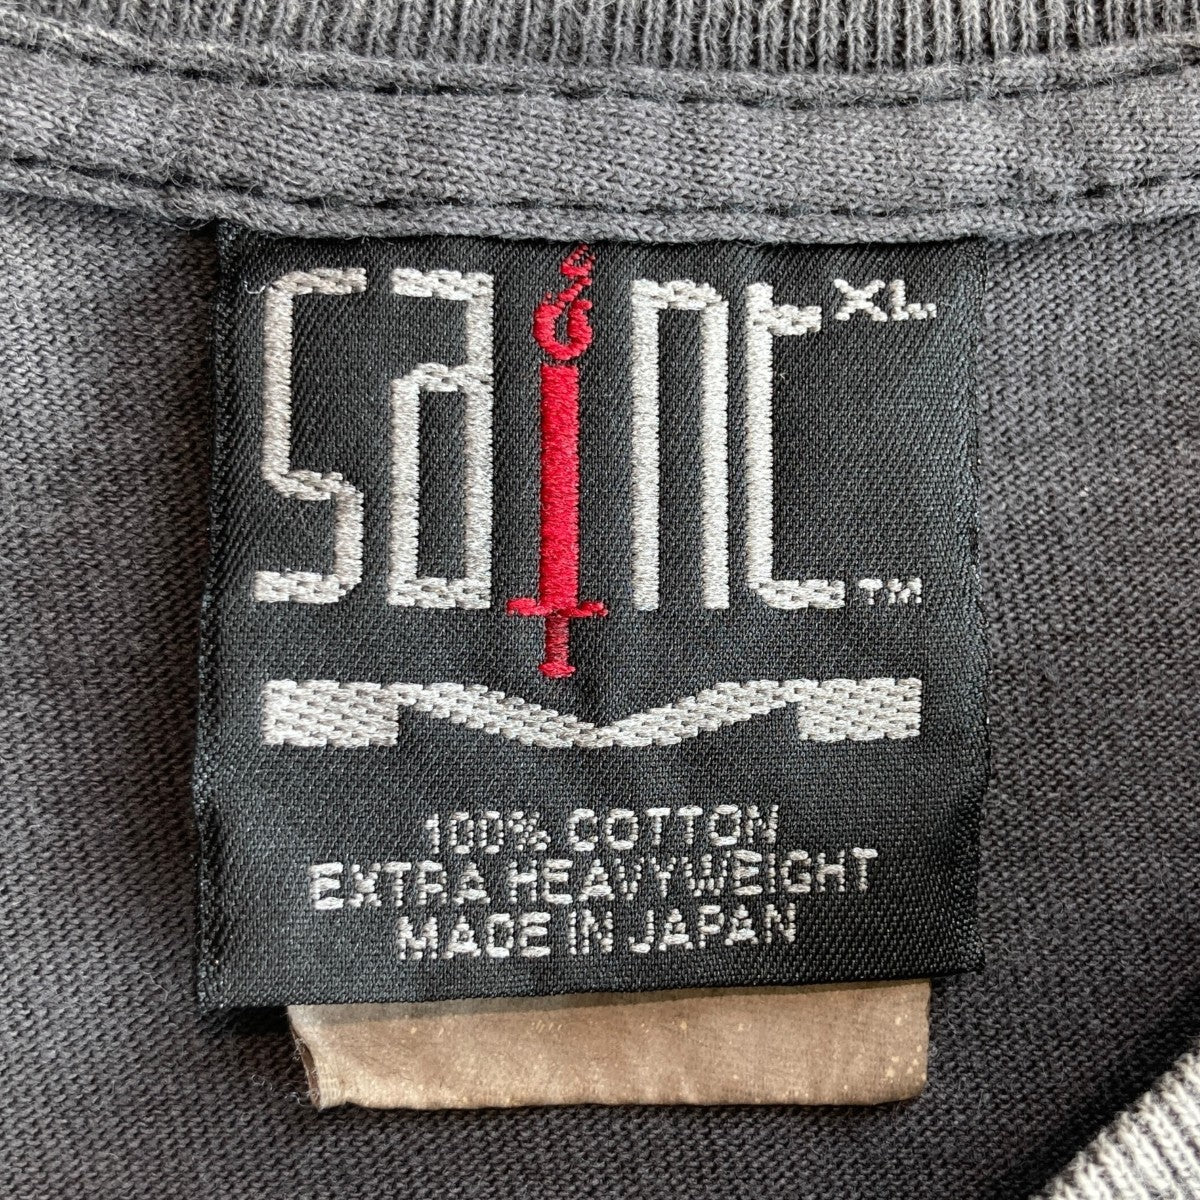 saint XL
TM
100% COTTON
EXTRA HEAVYWEIGHT
MADE IN JAPAN